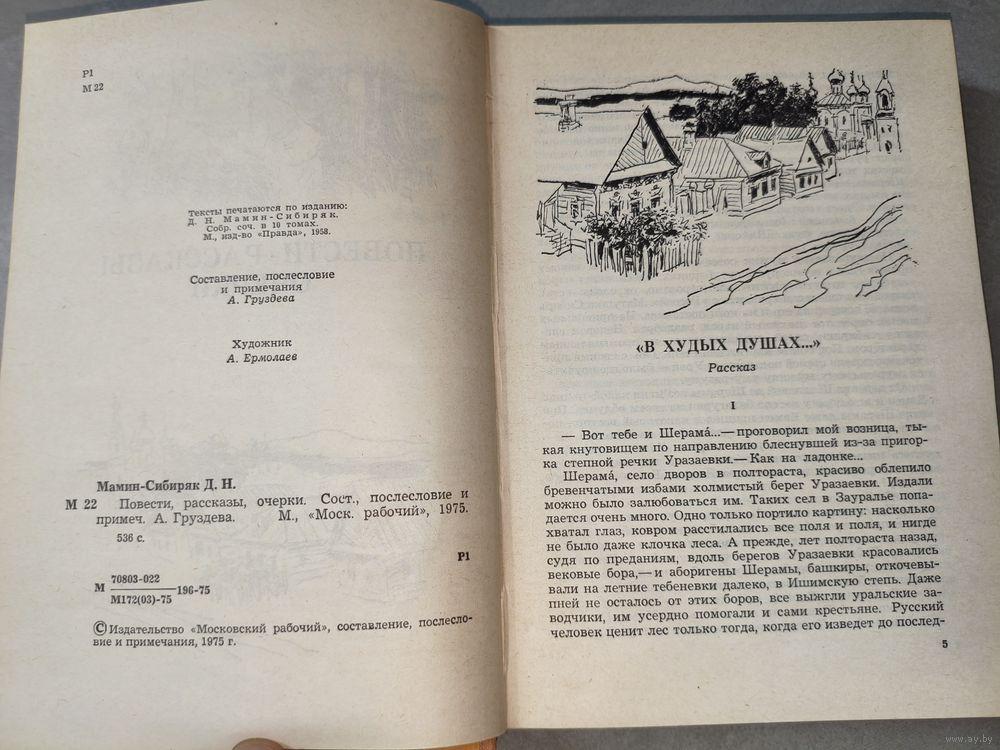 Р1
М 22
Тексты печатаются по изданию:
Д. Н. Мамин-Сибиряк.
Собр. соч. в 10 томах.
М., изд-во «Правда», 1958.
Составление, послесловие
и примечания
А. Груздева
Художник
А. Ермолаев
Мамин-Сибиряк Д. Н.
М 22 Повести, рассказы, очерки. Сост., послесловие и
примеч. А. Груздева. М., «Моск. рабочий», 1975.
536 с.
Р1
М 70803-022 196-75
М172(03)-75
© Издательство «Московский рабочий», составление, послесло-
вие и примечания, 1975 г.
«В ХУДЫХ ДУШАХ...»
Рассказ
I
— Вот тебе и Шерама́...— проговорил мой возница, ты-
кая кнутовищем по направлению блеснувшей из-за пригор-
ка степной речки Уразаевки.— Как на ладонке...
Шерама́, село дворов в полтораста, красиво облепило
бревенчатыми избами холмистый берег Уразаевки. Издали
можно было залюбоваться им. Таких сел в Зауралье попа-
дается очень много. Одно только портило картину: насколько
хватал глаз, ковром расстилались все поля и поля, и нигде
не было даже клочка леса. А прежде, лет полтораста назад,
судя по преданиям, вдоль берегов Уразаевки красовались
вековые бора,— и аборигены Шерамы, башкиры, откочевы-
вали на летние тебеневки далеко, в Ишимскую степь. Даже
пней не осталось от этих боров, все выжгли уральские за-
водчики, им усердно помогали и сами крестьяне. Русский
человек ценит лес только тогда, когда его изведет до послед-
5
www.ay.by